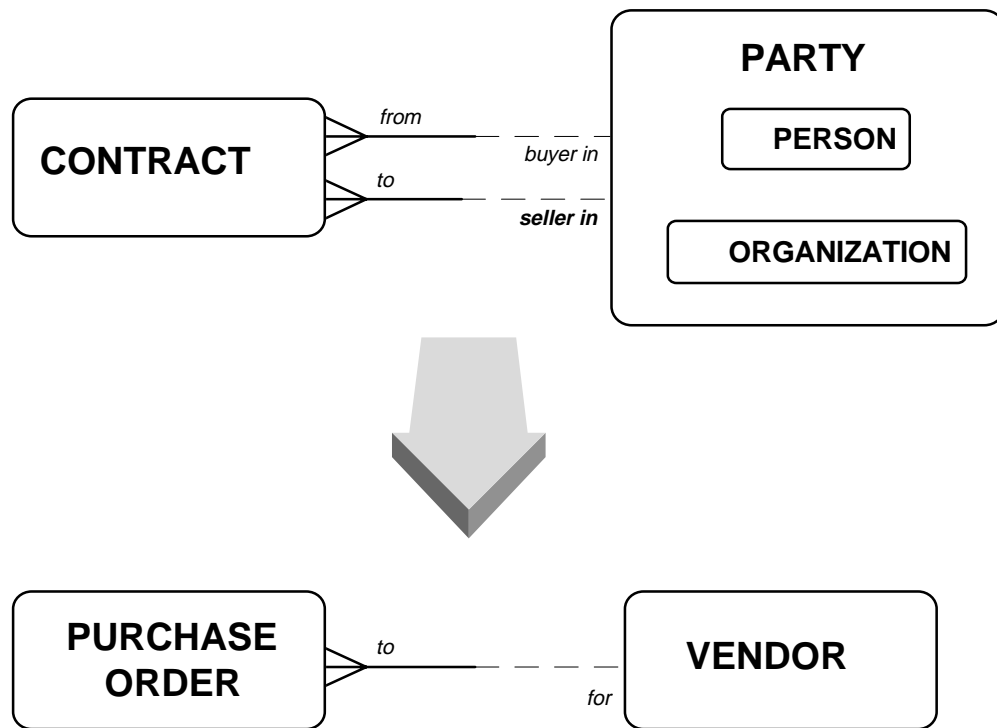 PARTY
from
PERSON
CONTRACT
buyer in
to
seller in
ORGANIZATION
PURCHASE
ORDER
to
VENDOR
for